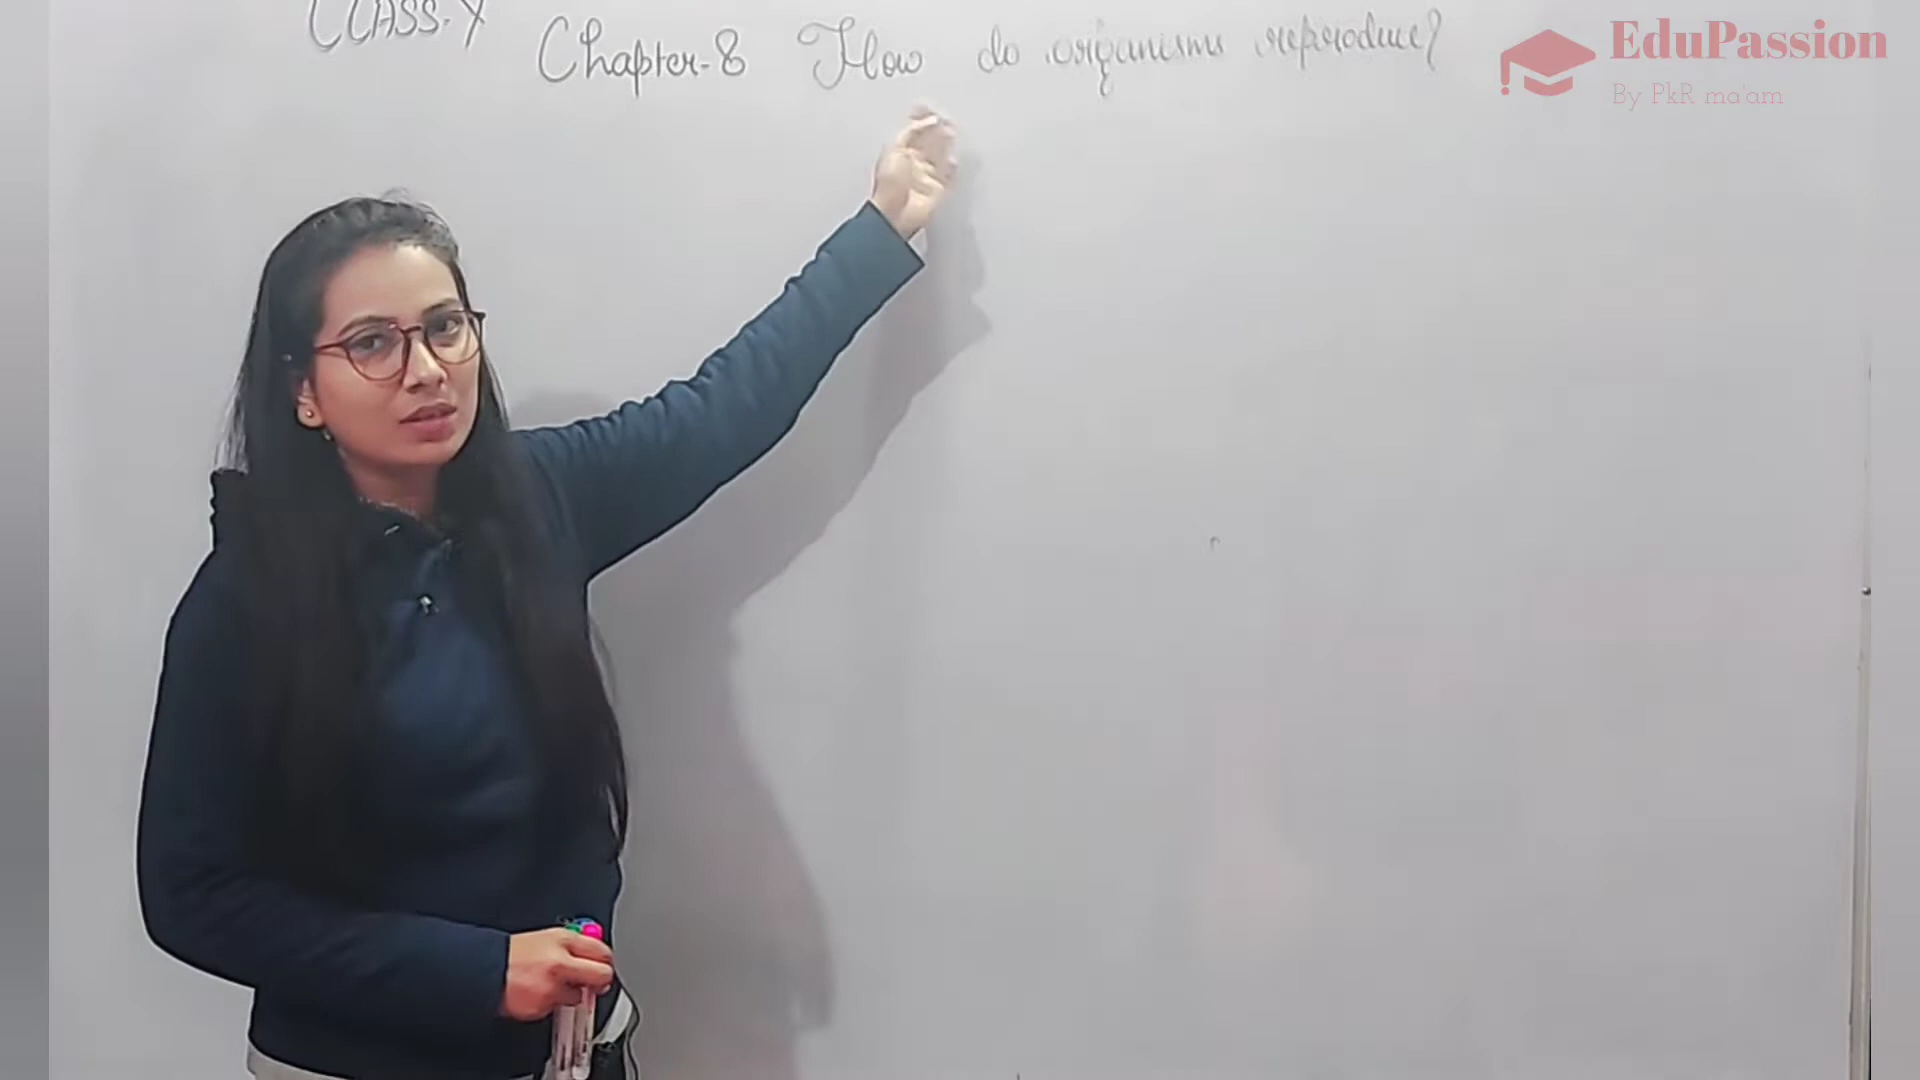 CLASS-X
Chapter-8 How do organisms reproduce?
EduPassion
By PkR ma'am